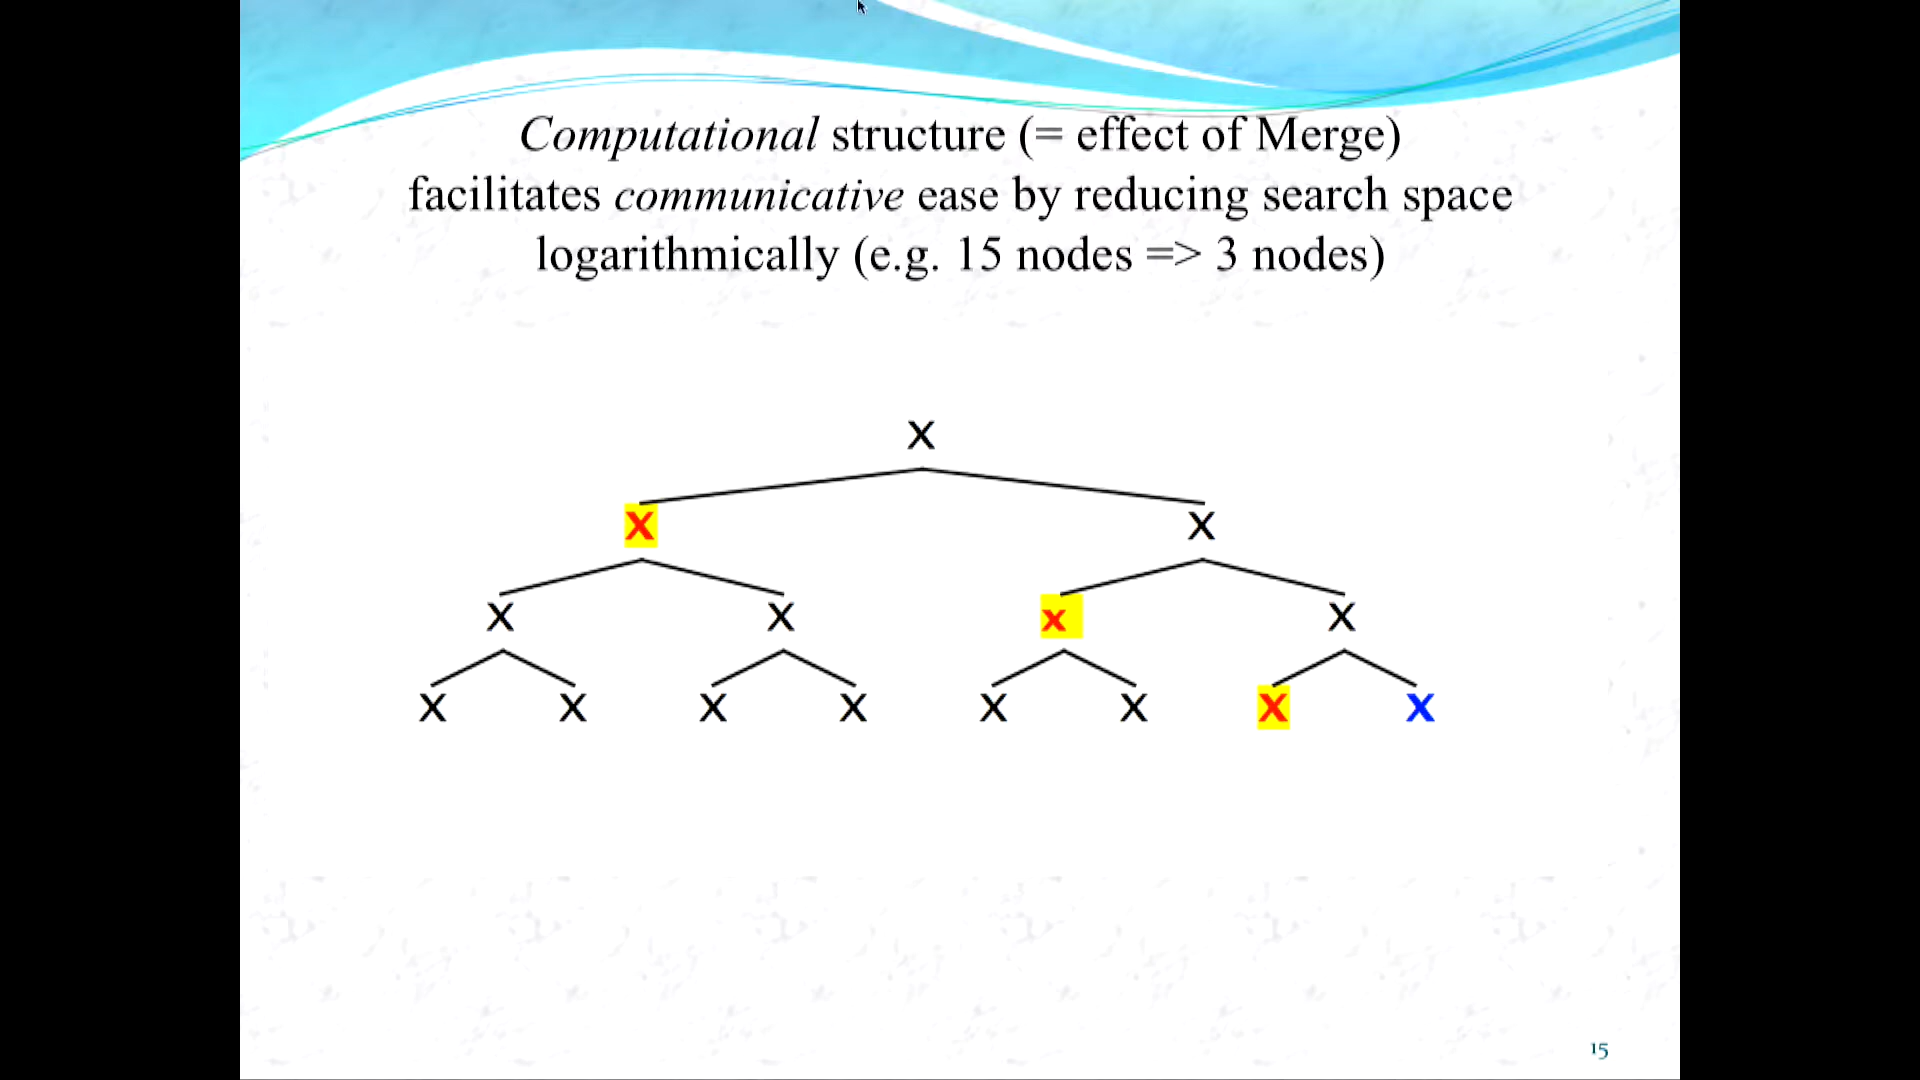 Computational structure (= effect of Merge)
facilitates communicative ease by reducing search space
logarithmically (e.g. 15 nodes => 3 nodes)
X
X X
X X x X
X X X X X X X X
15